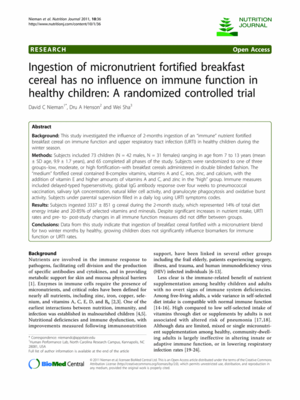 Nieman et al. Nutrition Journal 2011, 10:36
http://www.nutritionj.com/content/10/1/36
NUTRITION
JOURNAL
RESEARCH
Open Access
Ingestion of micronutrient fortified breakfast
cereal has no influence on immune function in
healthy children: A randomized controlled trial
David C Nieman1*, Dru A Henson2 and Wei Sha3
Abstract
Background: This study investigated the influence of 2-months ingestion of an "immune" nutrient fortified
breakfast cereal on immune function and upper respiratory tract infection (URTI) in healthy children during the
winter season.
Methods: Subjects included 73 children (N = 42 males, N = 31 females) ranging in age from 7 to 13 years (mean
± SD age, 9.9 ± 1.7 years), and 65 completed all phases of the study. Subjects were randomized to one of three
groups–low, moderate, or high fortification–with breakfast cereals administered in double blinded fashion. The
"medium" fortified cereal contained B-complex vitamins, vitamins A and C, iron, zinc, and calcium, with the
addition of vitamin E and higher amounts of vitamins A and C, and zinc in the "high" group. Immune measures
included delayed-typed hypersensitivity, global IgG antibody response over four weeks to pneumococcal
vaccination, salivary IgA concentration, natural killer cell activity, and granulocyte phagocytosis and oxidative burst
activity. Subjects under parental supervision filled in a daily log using URTI symptoms codes.
Results: Subjects ingested 3337 ± 851 g cereal during the 2-month study, which represented 14% of total diet
energy intake and 20-85% of selected vitamins and minerals. Despite significant increases in nutrient intake, URTI
rates and pre- to post- study changes in all immune function measures did not differ between groups.
Conclusions: Data from this study indicate that ingestion of breakfast cereal fortified with a micronutrient blend
for two winter months by healthy, growing children does not significantly influence biomarkers for immune
function or URTI rates.
Background
Nutrients are involved in the immune response to
pathogens, facilitating cell division and the production
of specific antibodies and cytokines, and in providing
metabolic support for skin and mucosa physical barriers
[1]. Enzymes in immune cells require the presence of
micronutrients, and critical roles have been defined for
nearly all nutrients, including zinc, iron, copper, sele-
nium, and vitamins A, C, E, D, and B6 [2,3]. One of the
earliest interactions between nutrition, immunity, and
infection was established in malnourished children [4,5].
Nutritional deficiencies and immune dysfunction, with
improvements measured following immunonutrition
* Correspondence: niemandc@appstate.edu
1Human Performance Lab, North Carolina Research Campus, Kannapolis, NC
28081, USA
Full list of author information is available at the end of the article
support, have been linked in several other groups
including the frail elderly, patients experiencing surgery,
illness, and trauma, and human immunodeficiency virus
(HIV) infected individuals [6-13].
Less clear is the immune-related benefit of nutrient
supplementation among healthy children and adults
with no overt signs of immune system deficiencies.
Among free-living adults, a wide variance in self-selected
diet intake is compatible with normal immune function
[14-16]. High compared to low self-selected intake of
vitamins through diet or supplements by adults is not
associated with altered risk of pneumonia [17,18].
Although data are limited, mixed or single micronutri-
ent supplementation among healthy, community-dwell-
ing adults is largely ineffective in altering innate or
adaptive immune function, or in lowering respiratory
infection rates [19-24].
BioMed Central
© 2011 Nieman et al; licensee BioMed Central Ltd. This is an Open Access article distributed under the terms of the Creative Commons
Attribution License (http://creativecommons.org/licenses/by/2.0), which permits unrestricted use, distribution, and reproduction in
any medium, provided the original work is properly cited.